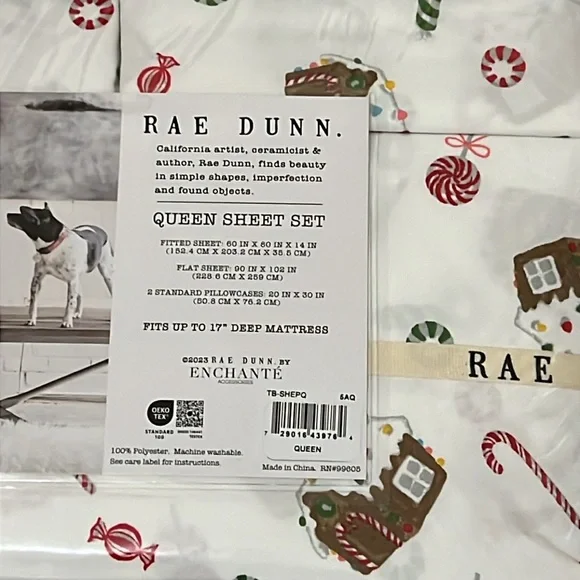 RAE DUNN.
California artist, ceramicist &
author, Rae Dunn, finds beauty
in simple shapes, imperfection
and found objects.
QUEEN SHEET SET
FITTED SHEET: 60 IN X 80 IN X 14 IN
(152.4 CM X 203.2 CM X 35.5 CM)
FLAT SHEET: 90 IN X 102 IN
(228.6 CM X 259 CM)
2 STANDARD PILLOWCASES: 20 IN X 30 IN
(50.8 CM X 76.2 CM)
FITS UP TO 17" DEEP MATTRESS
©2023 RAE DUNN. BY
ENCHANTÉ
ACCESSORIES
OEKO
TEX®
STANDARD
100
TB-SHEPQ 5AQ
7 29016 43976 4
QUEEN
100% Polyester. Machine washable.
See care label for instructions.
Made in China. RN#99605
RAE